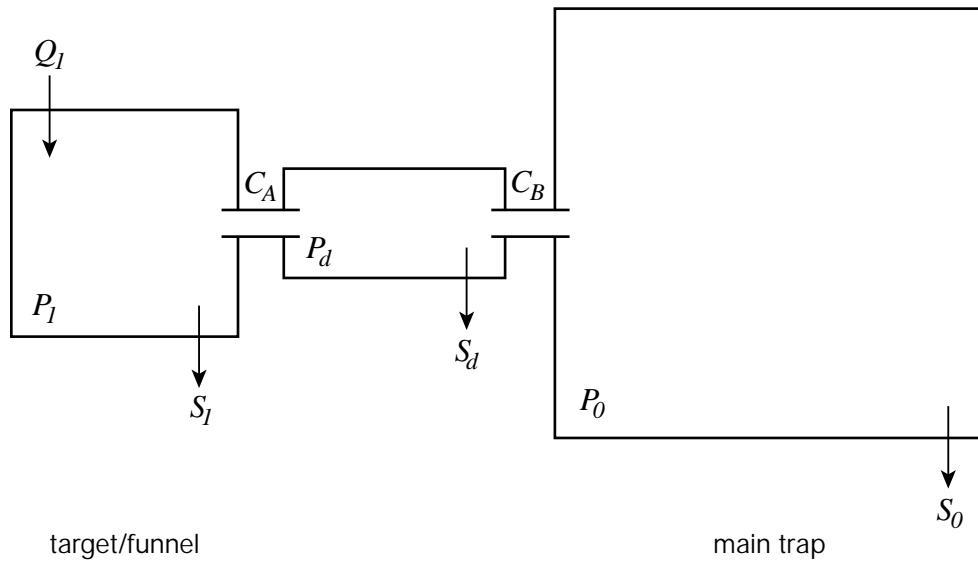 Q1
CA
CB
Pd
P1
Sd
S1
P0
S0
target/funnel
main trap